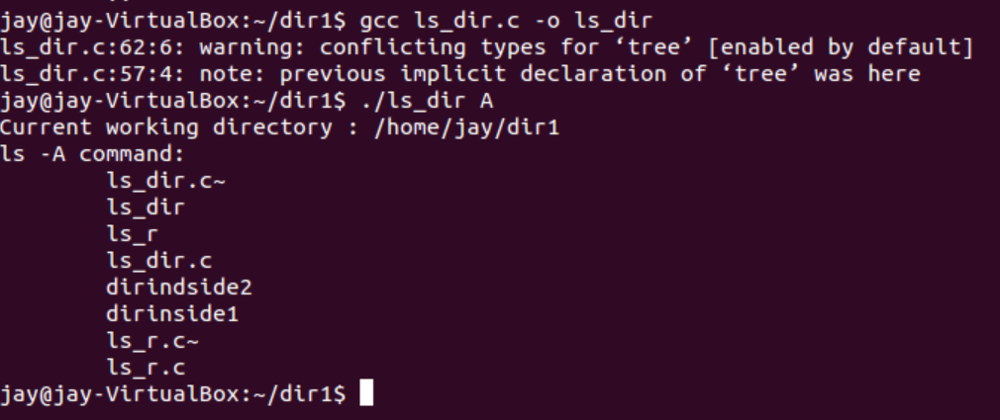 jay@jay-VirtualBox:~/dir1$ gcc ls_dir.c -o ls_dir
ls_dir.c:62:6: warning: conflicting types for ‘tree’ [enabled by default]
ls_dir.c:57:4: note: previous implicit declaration of ‘tree’ was here
jay@jay-VirtualBox:~/dir1$ ./ls_dir A
Current working directory : /home/jay/dir1
ls -A command:
        ls_dir.c~
        ls_dir
        ls_r
        ls_dir.c
        dirindside2
        dirinside1
        ls_r.c~
        ls_r.c
jay@jay-VirtualBox:~/dir1$